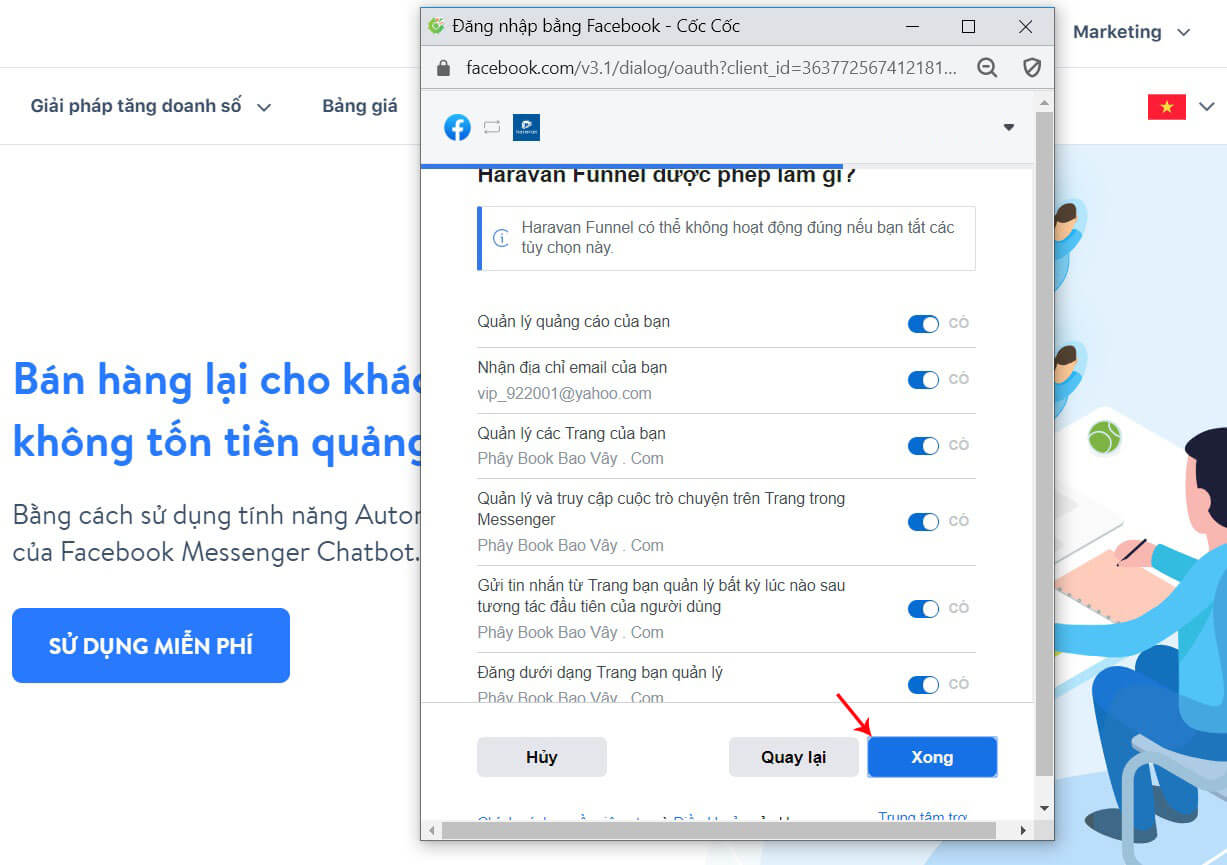 Đăng nhập bằng Facebook - Cốc Cốc
facebook.com/v3.1/dialog/oauth?client_id=363772567412181...
Marketing
Giải pháp tăng doanh số
Bảng giá
Haravan Funnel được phép làm gì?
Haravan Funnel có thể không hoạt động đúng nếu bạn tắt các
tùy chọn này.
Quản lý quảng cáo của bạn
CÓ
Nhận địa chỉ email của bạn
vip_922001@yahoo.com
CÓ
Quản lý các Trang của bạn
Phây Book Bao Vây . Com
CÓ
Quản lý và truy cập cuộc trò chuyện trên Trang trong
Messenger
Phây Book Bao Vây . Com
CÓ
Gửi tin nhắn từ Trang bạn quản lý bất kỳ lúc nào sau
tương tác đầu tiên của người dùng
Phây Book Bao Vây . Com
CÓ
Đăng dưới dạng Trang bạn quản lý
Phây Book Bao Vây . Com
CÓ
Hủy
Quay lại
Xong
Trung tâm trợ
Bán hàng lại cho khác
không tốn tiền quảng
Bằng cách sử dụng tính năng Autom
của Facebook Messenger Chatbot.
SỬ DỤNG MIỄN PHÍ